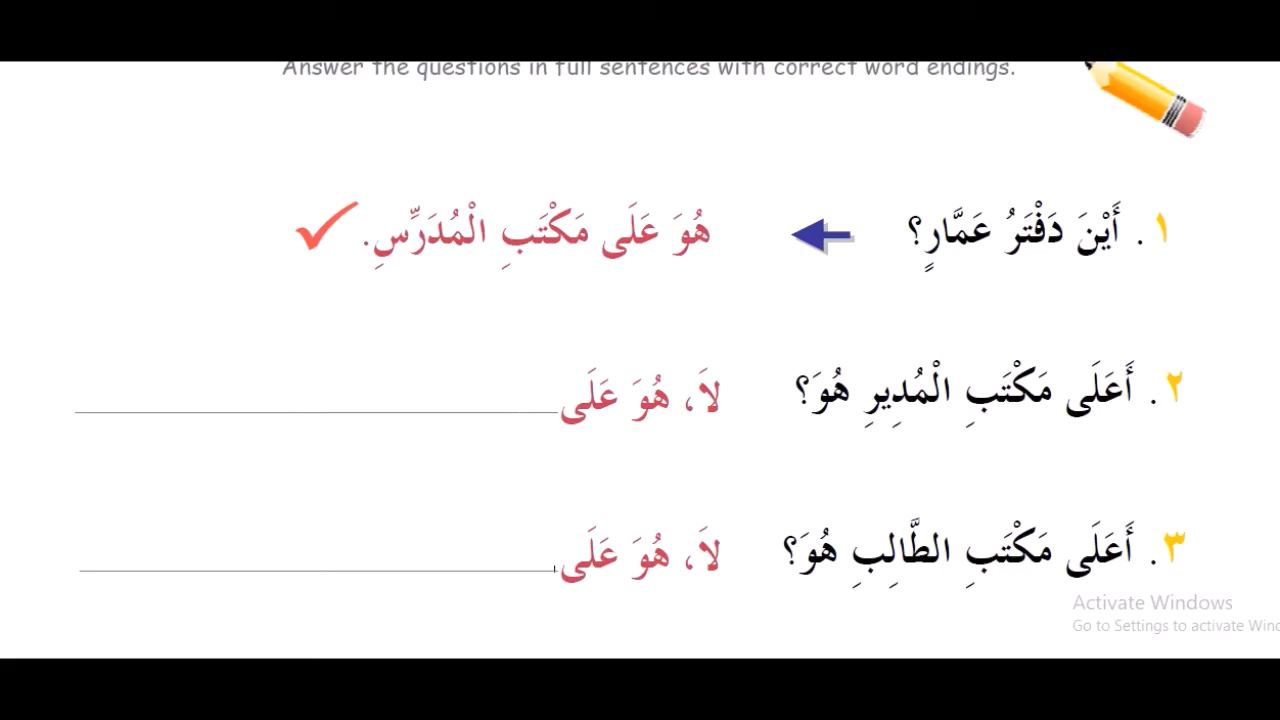 Answer the questions in full sentences with correct word endings.
١. أَيْنَ دَفْتَرُ عَمَّارٍ؟ هُوَ عَلَى مَكْتَبِ الْمُدَرِّسِ.
٢. أَعَلَى مَكْتَبِ الْمُدِيرِ هُوَ؟ لاَ، هُوَ عَلَى
٣. أَعَلَى مَكْتَبِ الطَّالِبِ هُوَ؟ لاَ، هُوَ عَلَى
Activate Windows
Go to Settings to activate Wind